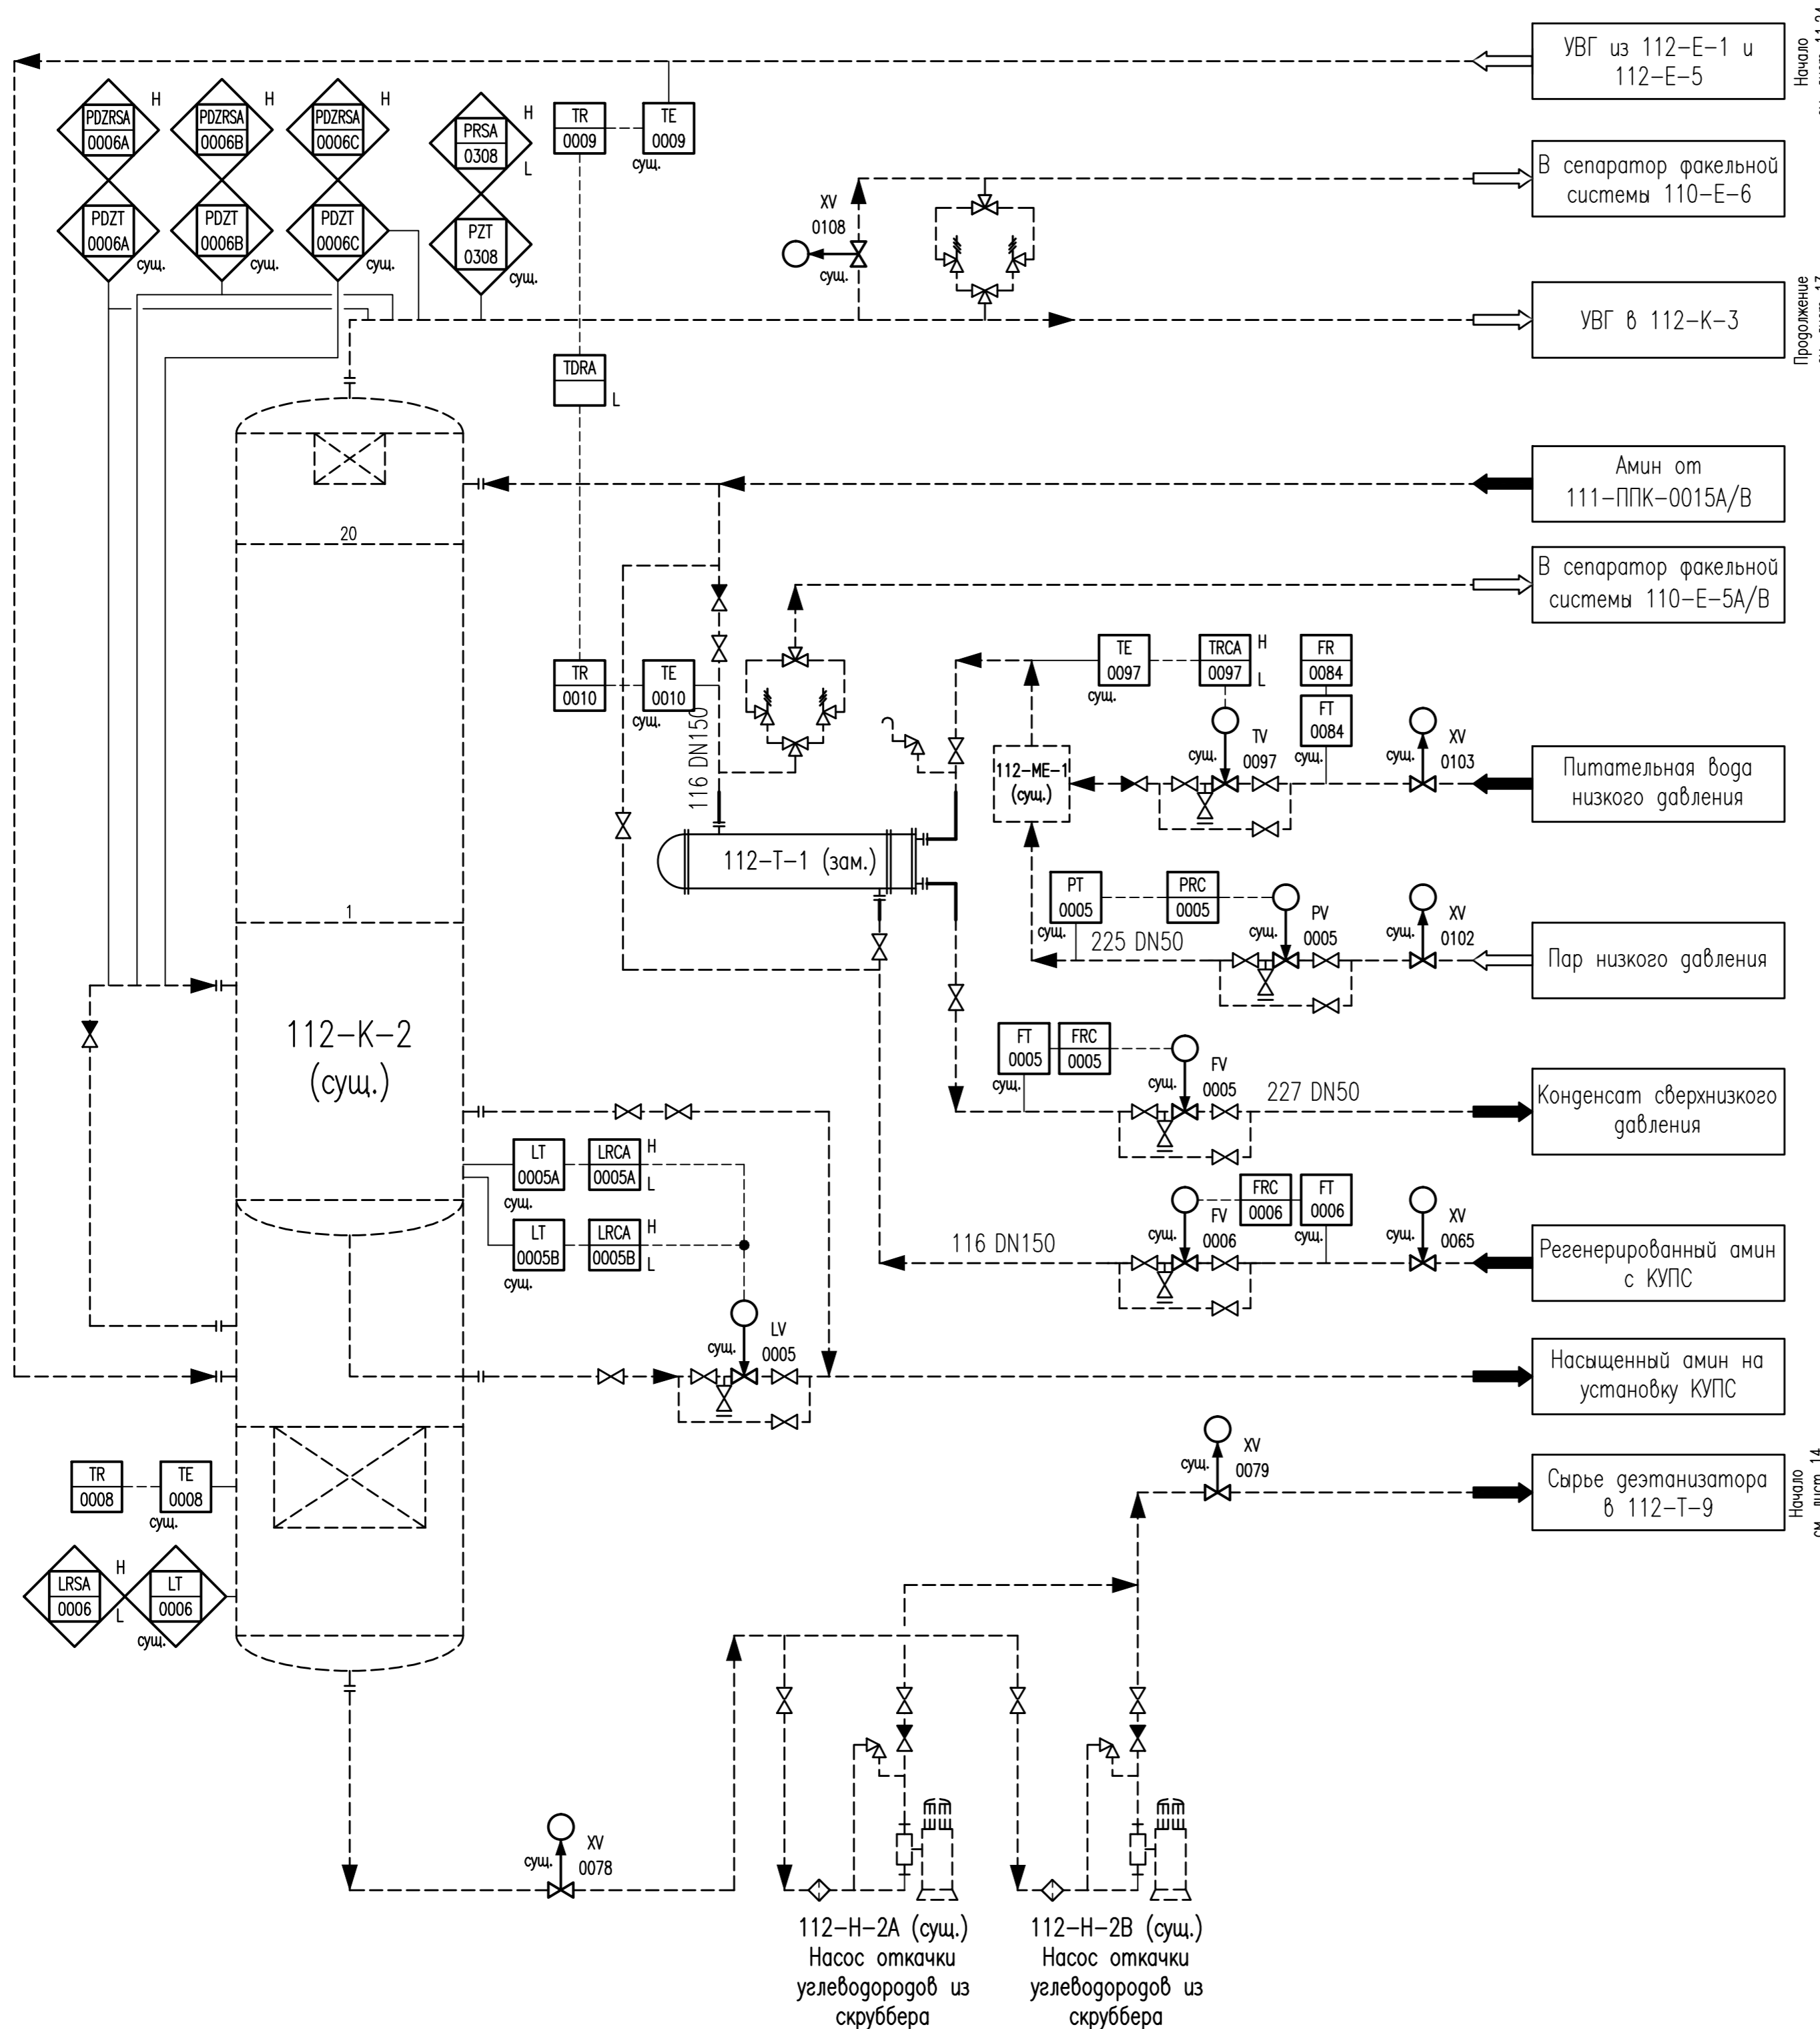 УВГ из 112-Е-1 и
112-Е-5
Начало
PDZRSA
0006A
H
PDZRSA
0006B
H
PDZRSA
0006C
H
PRSA
0308
H
L
TR
0009
TE
0009
сущ.
PDZT
0006A
сущ.
PDZT
0006B
сущ.
PDZT
0006C
сущ.
PZT
0308
сущ.
XV
0108
сущ.
В сепаратор факельной
системы 110-Е-6
УВГ в 112-К-3
Продолжение
TDRA
L
Амин от
111-ППК-0015А/В
20
В сепаратор факельной
системы 110-Е-5А/В
TR
0010
TE
0010
сущ.
116 DN150
TE
0097
сущ.
TRCA
0097
H
L
FR
0084
FT
0084
сущ.
TV
0097
сущ.
XV
0103
сущ.
112-МЕ-1
(сущ.)
Питательная вода
низкого давления
112-Т-1 (зам.)
PT
0005
сущ.
PRC
0005
PV
0005
сущ.
XV
0102
сущ.
225 DN50
Пар низкого давления
1
112-К-2
(сущ.)
FT
0005
сущ.
FRC
0005
FV
0005
сущ.
227 DN50
Конденсат сверхнизкого
давления
LT
0005A
сущ.
LRCA
0005A
H
L
LT
0005B
сущ.
LRCA
0005B
H
L
116 DN150
FV
0006
сущ.
FRC
0006
FT
0006
сущ.
XV
0065
сущ.
Регенерированный амин
с КУПС
LV
0005
сущ.
Насыщенный амин на
установку КУПС
TR
0008
TE
0008
сущ.
XV
0079
сущ.
Сырье деэтанизатора
в 112-Т-9
Начало
см. лист 14
LRSA
0006
H
L
LT
0006
сущ.
XV
0078
сущ.
112-Н-2А (сущ.)
Насос откачки
углеводородов из
скруббера
112-Н-2В (сущ.)
Насос откачки
углеводородов из
скруббера